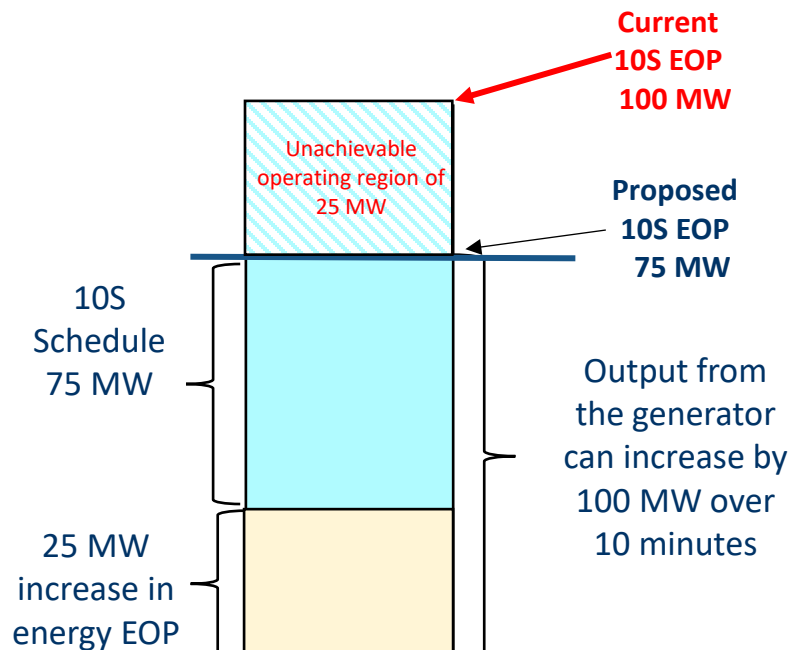 Current
10S EOP
100 MW
Unachievable
operating region of
25 MW
Proposed
10S EOP
75 MW
10S
Schedule
75 MW
Output from
the generator
can increase by
100 MW over
10 minutes
25 MW
increase in
energy EOP